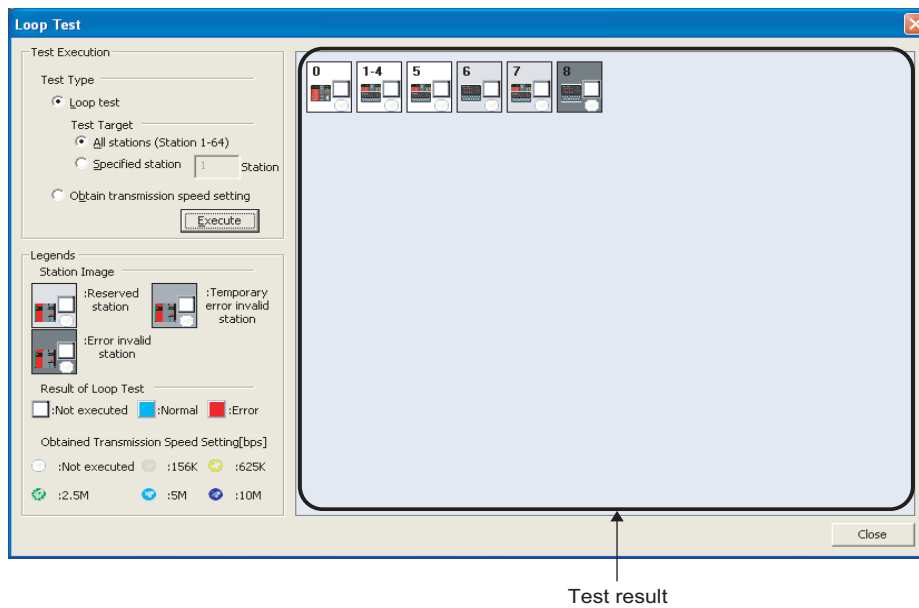 Loop Test
Test Execution
Test Type
Loop test
Test Target
All stations (Station 1-64)
Specified station 1 Station
Obtain transmission speed setting
Execute
Legends
Station Image
:Reserved station
:Temporary error invalid station
:Error invalid station
Result of Loop Test
:Not executed :Normal :Error
Obtained Transmission Speed Setting[bps]
:Not executed :156K :625K
:2.5M :5M :10M
0 1-4 5 6 7 8
Close
Test result